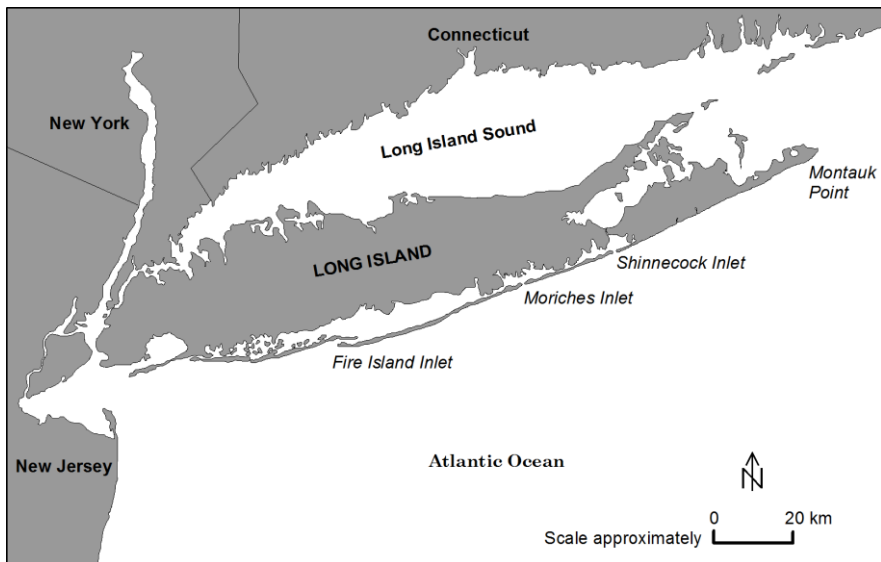 Connecticut
New York
Long Island Sound
Montauk
Point
LONG ISLAND
Shinnecock Inlet
Moriches Inlet
Fire Island Inlet
New Jersey
Atlantic Ocean
N
0 20 km
Scale approximately